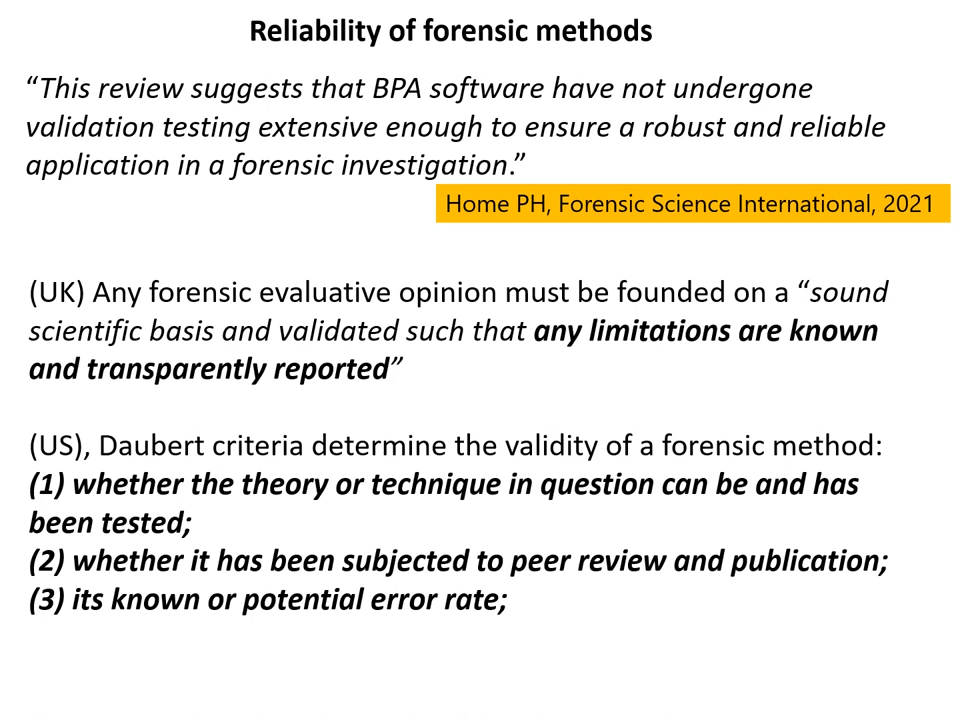 Reliability of forensic methods
“This review suggests that BPA software have not undergone
validation testing extensive enough to ensure a robust and reliable
application in a forensic investigation.”
Home PH, Forensic Science International, 2021
(UK) Any forensic evaluative opinion must be founded on a “sound
scientific basis and validated such that any limitations are known
and transparently reported”
(US), Daubert criteria determine the validity of a forensic method:
(1) whether the theory or technique in question can be and has
been tested;
(2) whether it has been subjected to peer review and publication;
(3) its known or potential error rate;